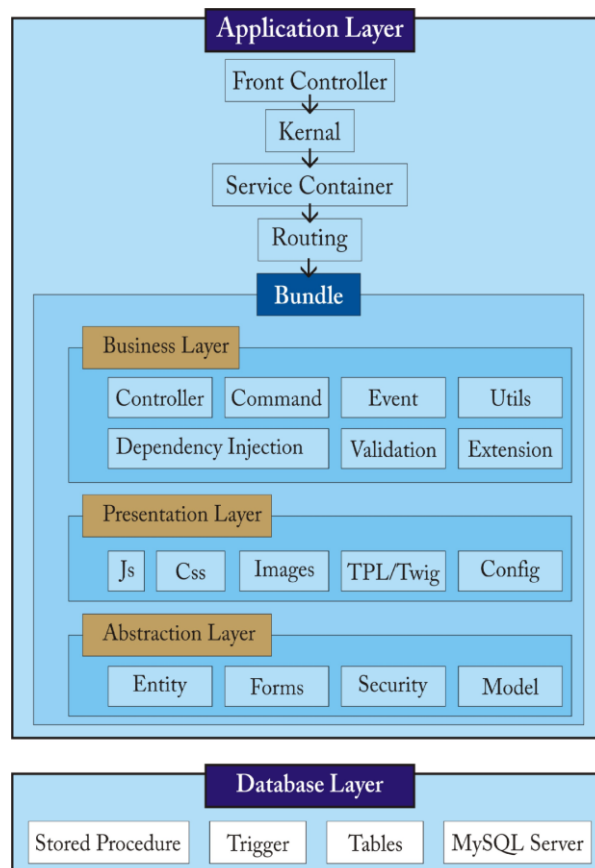 Application Layer
Front Controller
Kernal
Service Container
Routing
Bundle
Business Layer
Controller Command Event Utils
Dependency Injection Validation Extension
Presentation Layer
Js Css Images TPL/Twig Config
Abstraction Layer
Entity Forms Security Model
Database Layer
Stored Procedure Trigger Tables MySQL Server